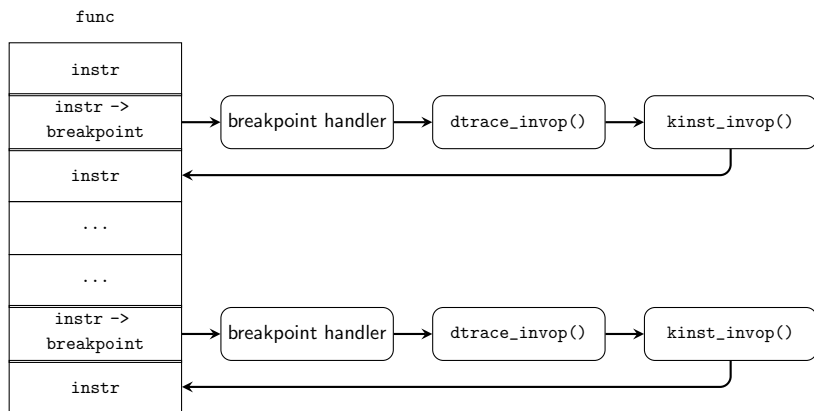 func
instr
instr ->
breakpoint
breakpoint handler
dtrace_invop()
kinst_invop()
instr
...
...
instr ->
breakpoint
breakpoint handler
dtrace_invop()
kinst_invop()
instr